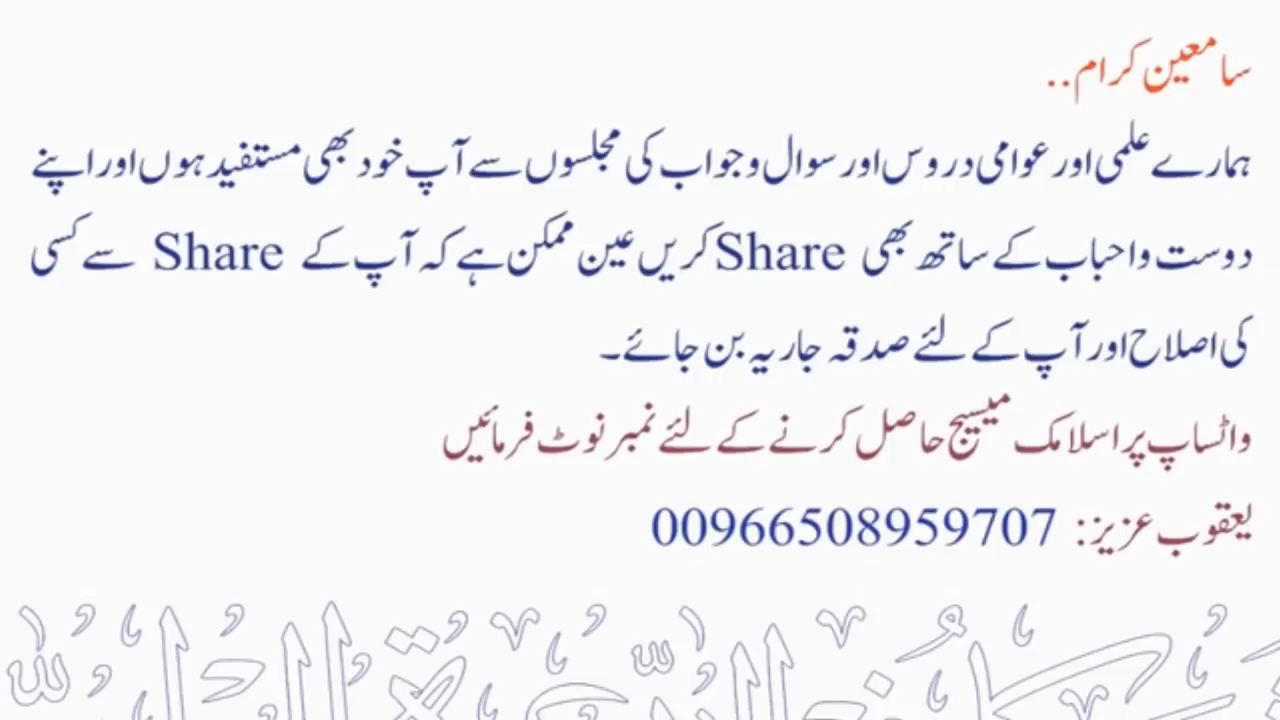 سامعین کرام..
ہمارے علمی اور عوامی دروس اور سوال و جواب کی مجلسوں سے آپ خود بھی مستفید ہوں اور اپنے
دوست و احباب کے ساتھ بھی Share کریں عین ممکن ہے کہ آپ کے Share سے کسی
کی اصلاح اور آپ کے لئے صدقہ جاریہ بن جائے۔
واٹساپ پر اسلامک میسیج حاصل کرنے کے لئے نمبر نوٹ فرمائیں
یعقوب عزیز: 00966508959707